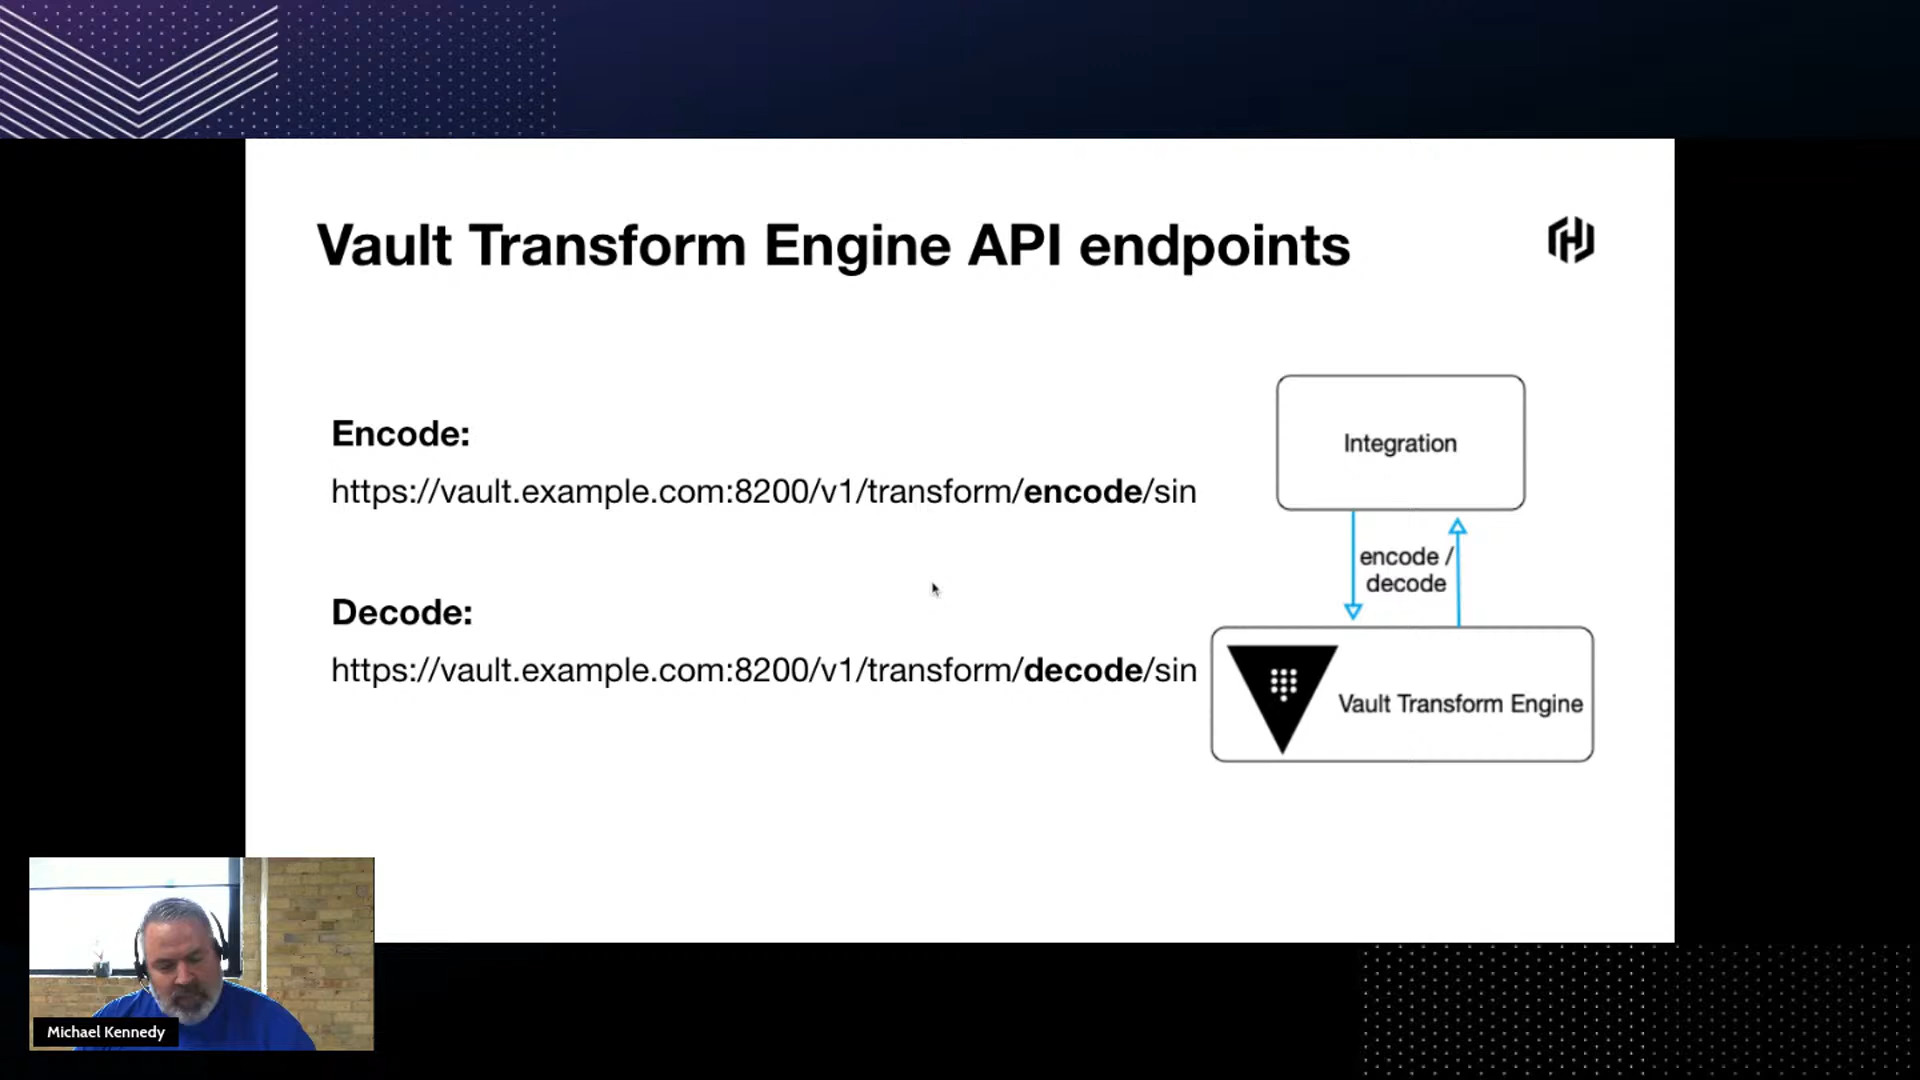 Vault Transform Engine API endpoints
Encode:
https://vault.example.com:8200/v1/transform/encode/sin
Decode:
https://vault.example.com:8200/v1/transform/decode/sin
Integration
encode /
decode
Vault Transform Engine
Michael Kennedy